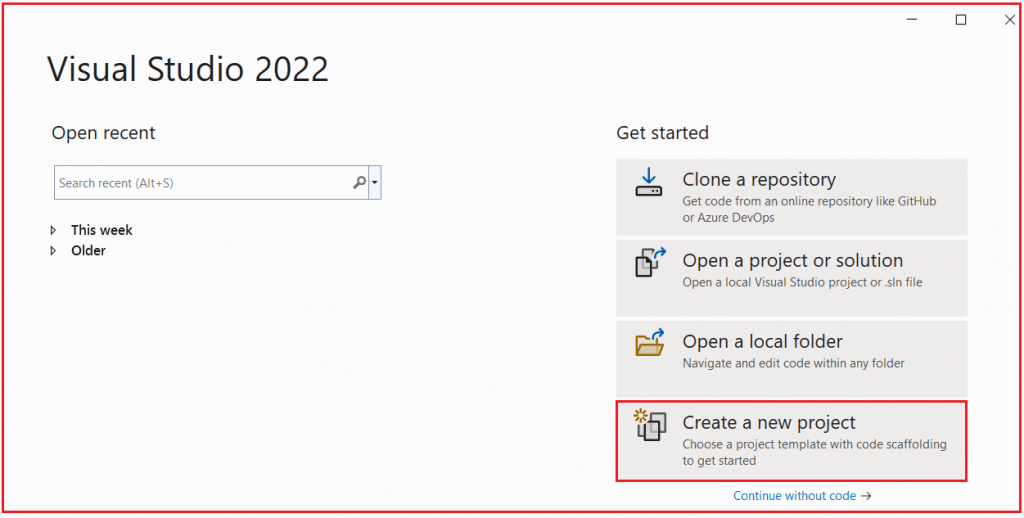 Visual Studio 2022
Open recent
Search recent (Alt+S)
This week
Older
Get started
Clone a repository
Get code from an online repository like GitHub
or Azure DevOps
Open a project or solution
Open a local Visual Studio project or .sln file
Open a local folder
Navigate and edit code within any folder
Create a new project
Choose a project template with code scaffolding
to get started
Continue without code →